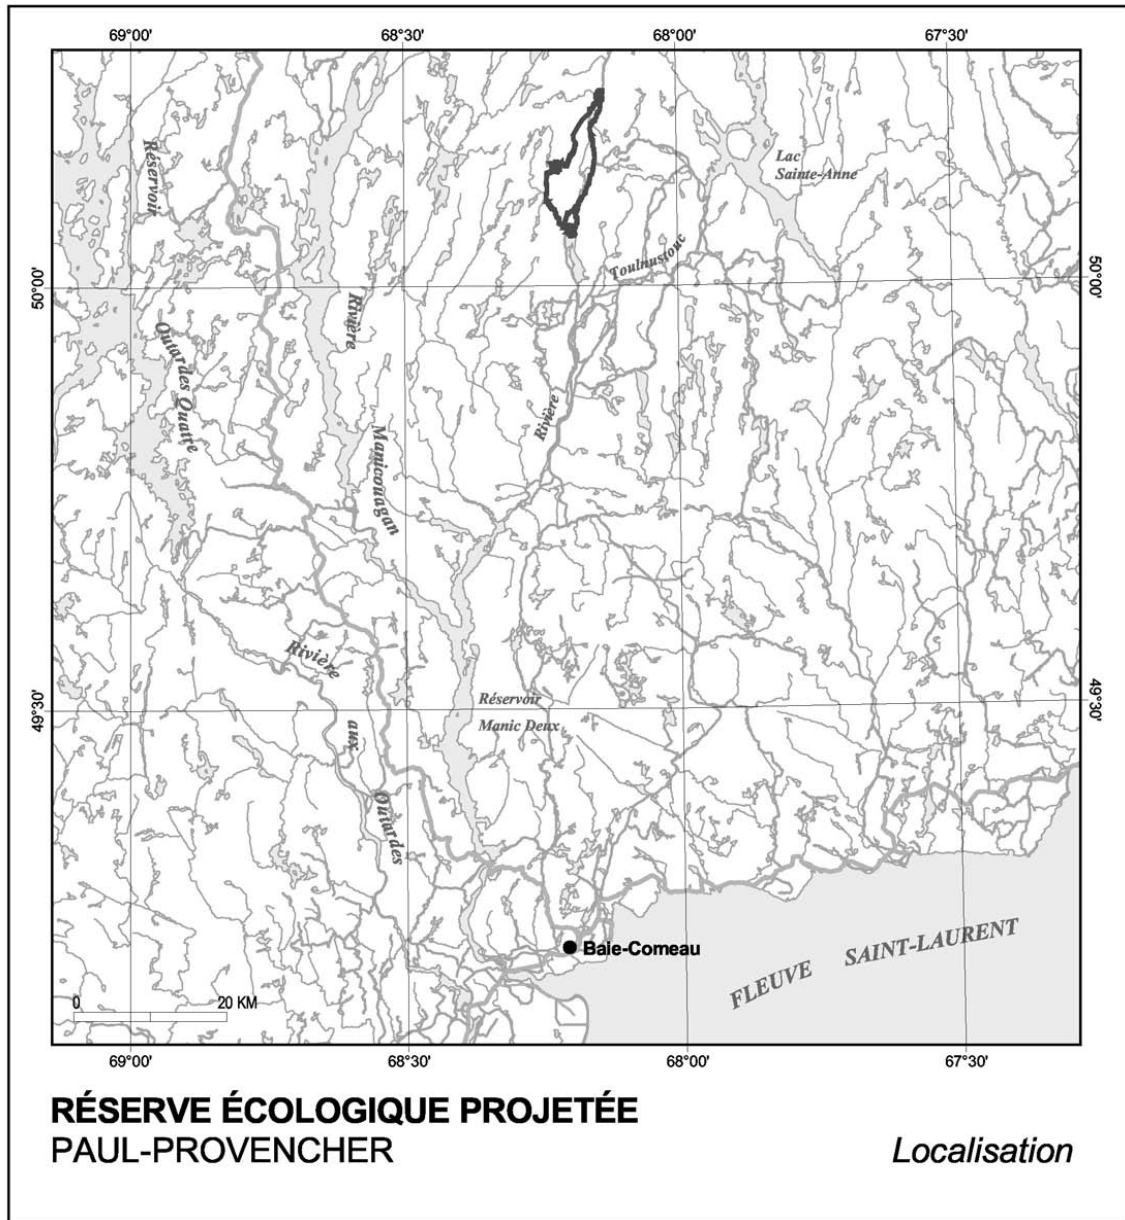 69°00'
68°30'
68°00'
67°30'
Réservoir
Lac
Sainte-Anne
Toulnustouc
50°00'
50°00'
Rivière
Outardes Quatre
Rivière
Manicouagan
Rivière
Réservoir
Manic Deux
49°30'
49°30'
aux
Outardes
Baie-Comeau
FLEUVE SAINT-LAURENT
0 20 KM
69°00'
68°30'
68°00'
67°30'
RÉSERVE ÉCOLOGIQUE PROJETÉE
PAUL-PROVENCHER
Localisation